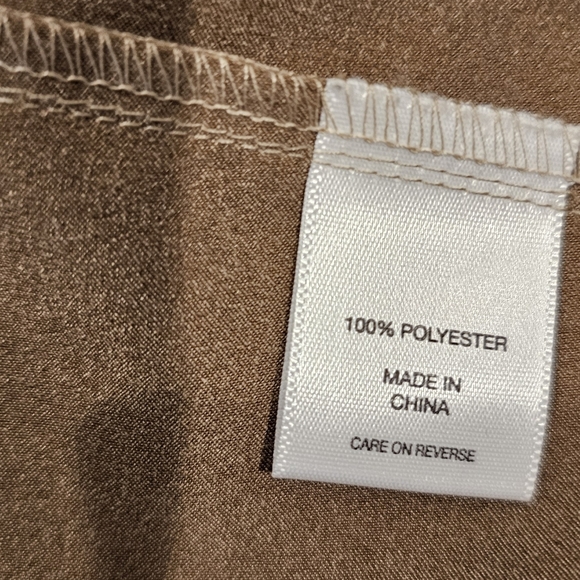 100% POLYESTER
MADE IN
CHINA
CARE ON REVERSE